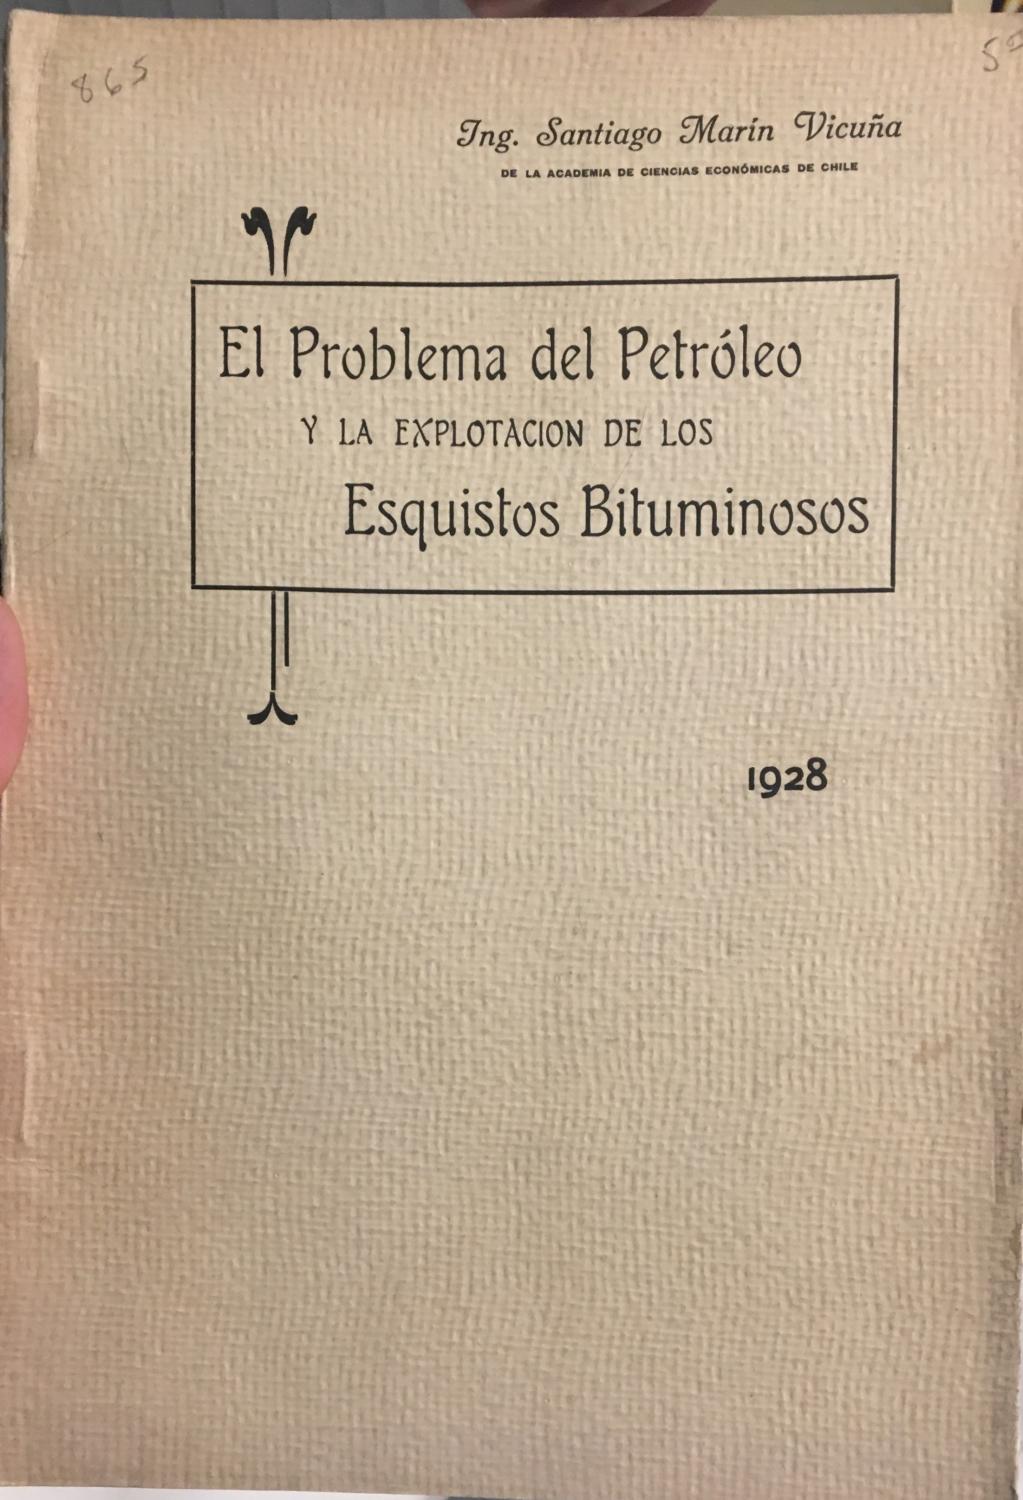 865
Ing. Santiago Marín Vicuña
DE LA ACADEMIA DE CIENCIAS ECONÓMICAS DE CHILE
El Problema del Petróleo
Y LA EXPLOTACION DE LOS
Esquistos Bituminosos
1928